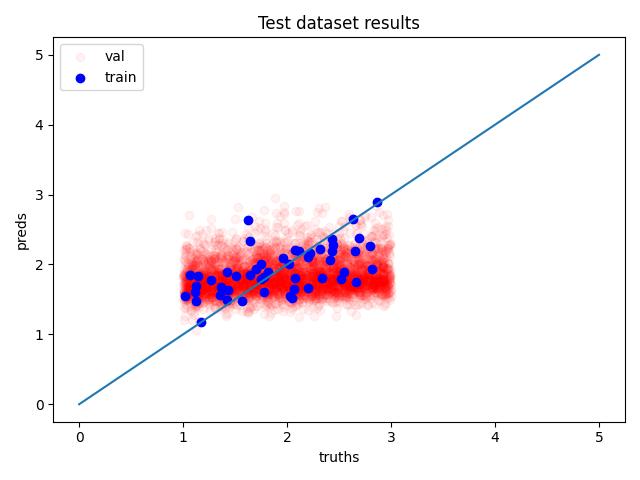 Test dataset results
val
train
preds
5
4
3
2
1
0
0 1 2 3 4 5
truths